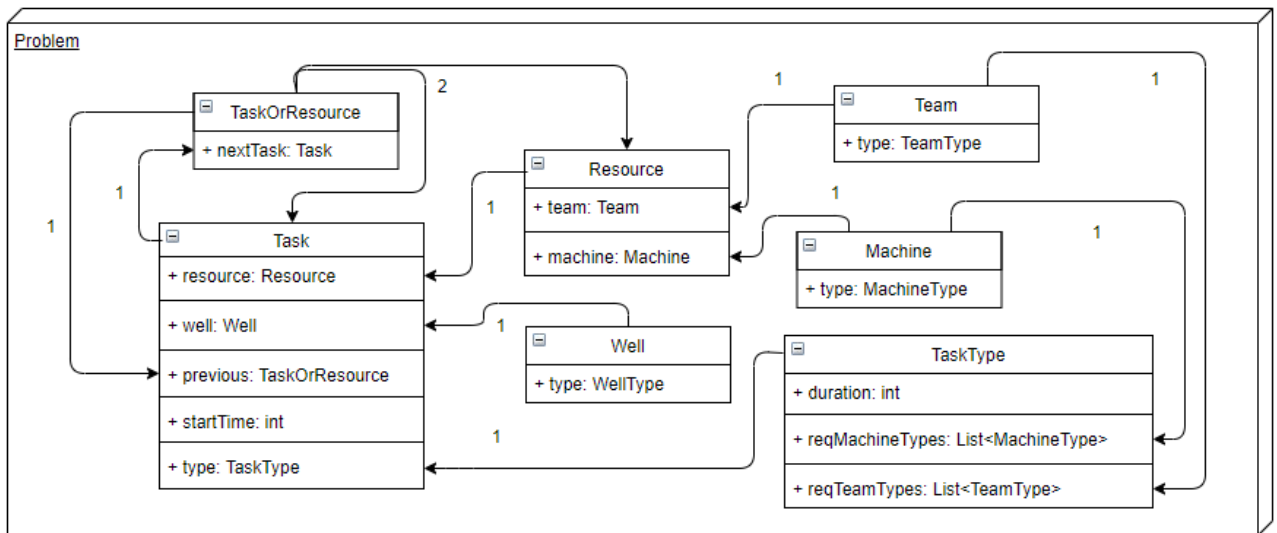 Problem
TaskOrResource
+ nextTask: Task
2
1
1
Team
+ type: TeamType
Resource
+ team: Team
+ machine: Machine
1
1
1
1
1
Machine
+ type: MachineType
Task
+ resource: Resource
+ well: Well
+ previous: TaskOrResource
+ startTime: int
+ type: TaskType
1
Well
+ type: WellType
1
TaskType
+ duration: int
+ reqMachineTypes: List<MachineType>
+ reqTeamTypes: List<TeamType>